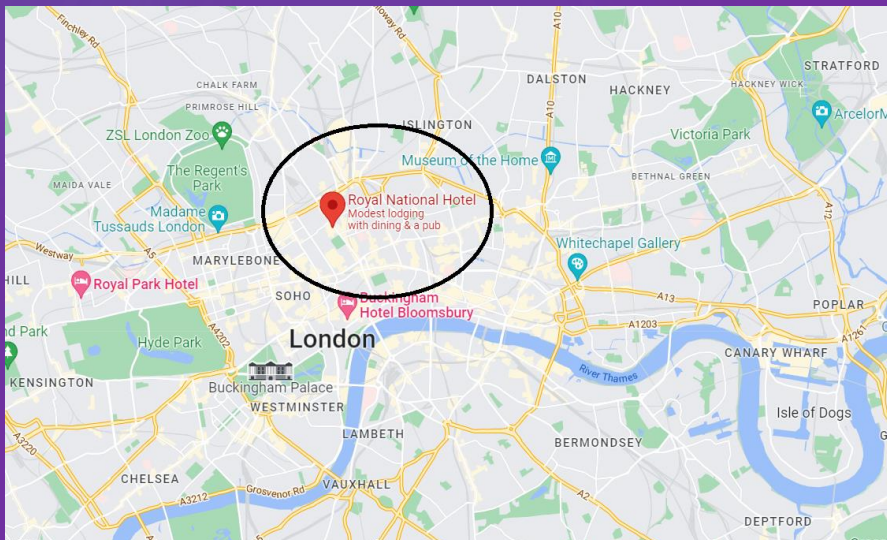 Finchley Rd
oway Rd
A10
STRATFORD
CHALK FARM
DALSTON
HACKNEY
HACKNEY WICK
PRIMROSE HILL
ISLINGTON
A10
ArcelorM
ZSL London Zoo
Victoria Park
Museum of the Home
The Regent's
Park
BETHNAL GREEN
MAIDA VALE
Royal National Hotel
Modest lodging
with dining & a pub
Madame
Tussauds London
A12
Westway
A5
Whitechapel Gallery
MARYLEBONE
HILL
Royal Park Hotel
SOHO
Buckingham
Hotel Bloomsbury
A13
POPLAR
nd Park
A4202
A1203
A1261
Hyde Park
London
CANARY WHARF
River Thames
KENSINGTON
Buckingham Palace
WESTMINSTER
Isle of Dogs
LAMBETH
BERMONDSEY
A3220
CHELSEA
VAUXHALL
Grosvenor Rd
A3212
A2
DEPTFORD